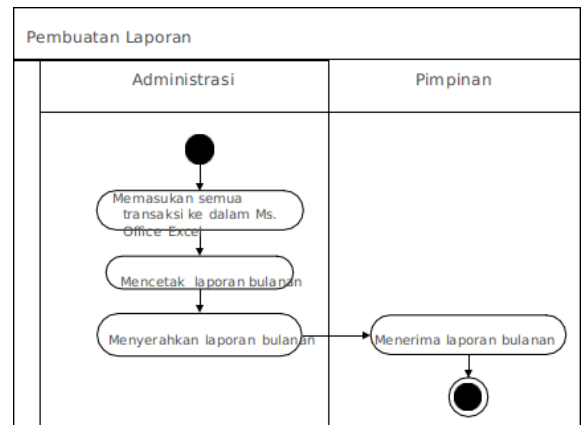 Pembuatan Laporan
Administrasi
Pimpinan
Memasukan semua
transaksi ke dalam Ms.
Office Excel
Mencetak laporan bulanan
Menyerahkan laporan bulanan
Menerima laporan bulanan